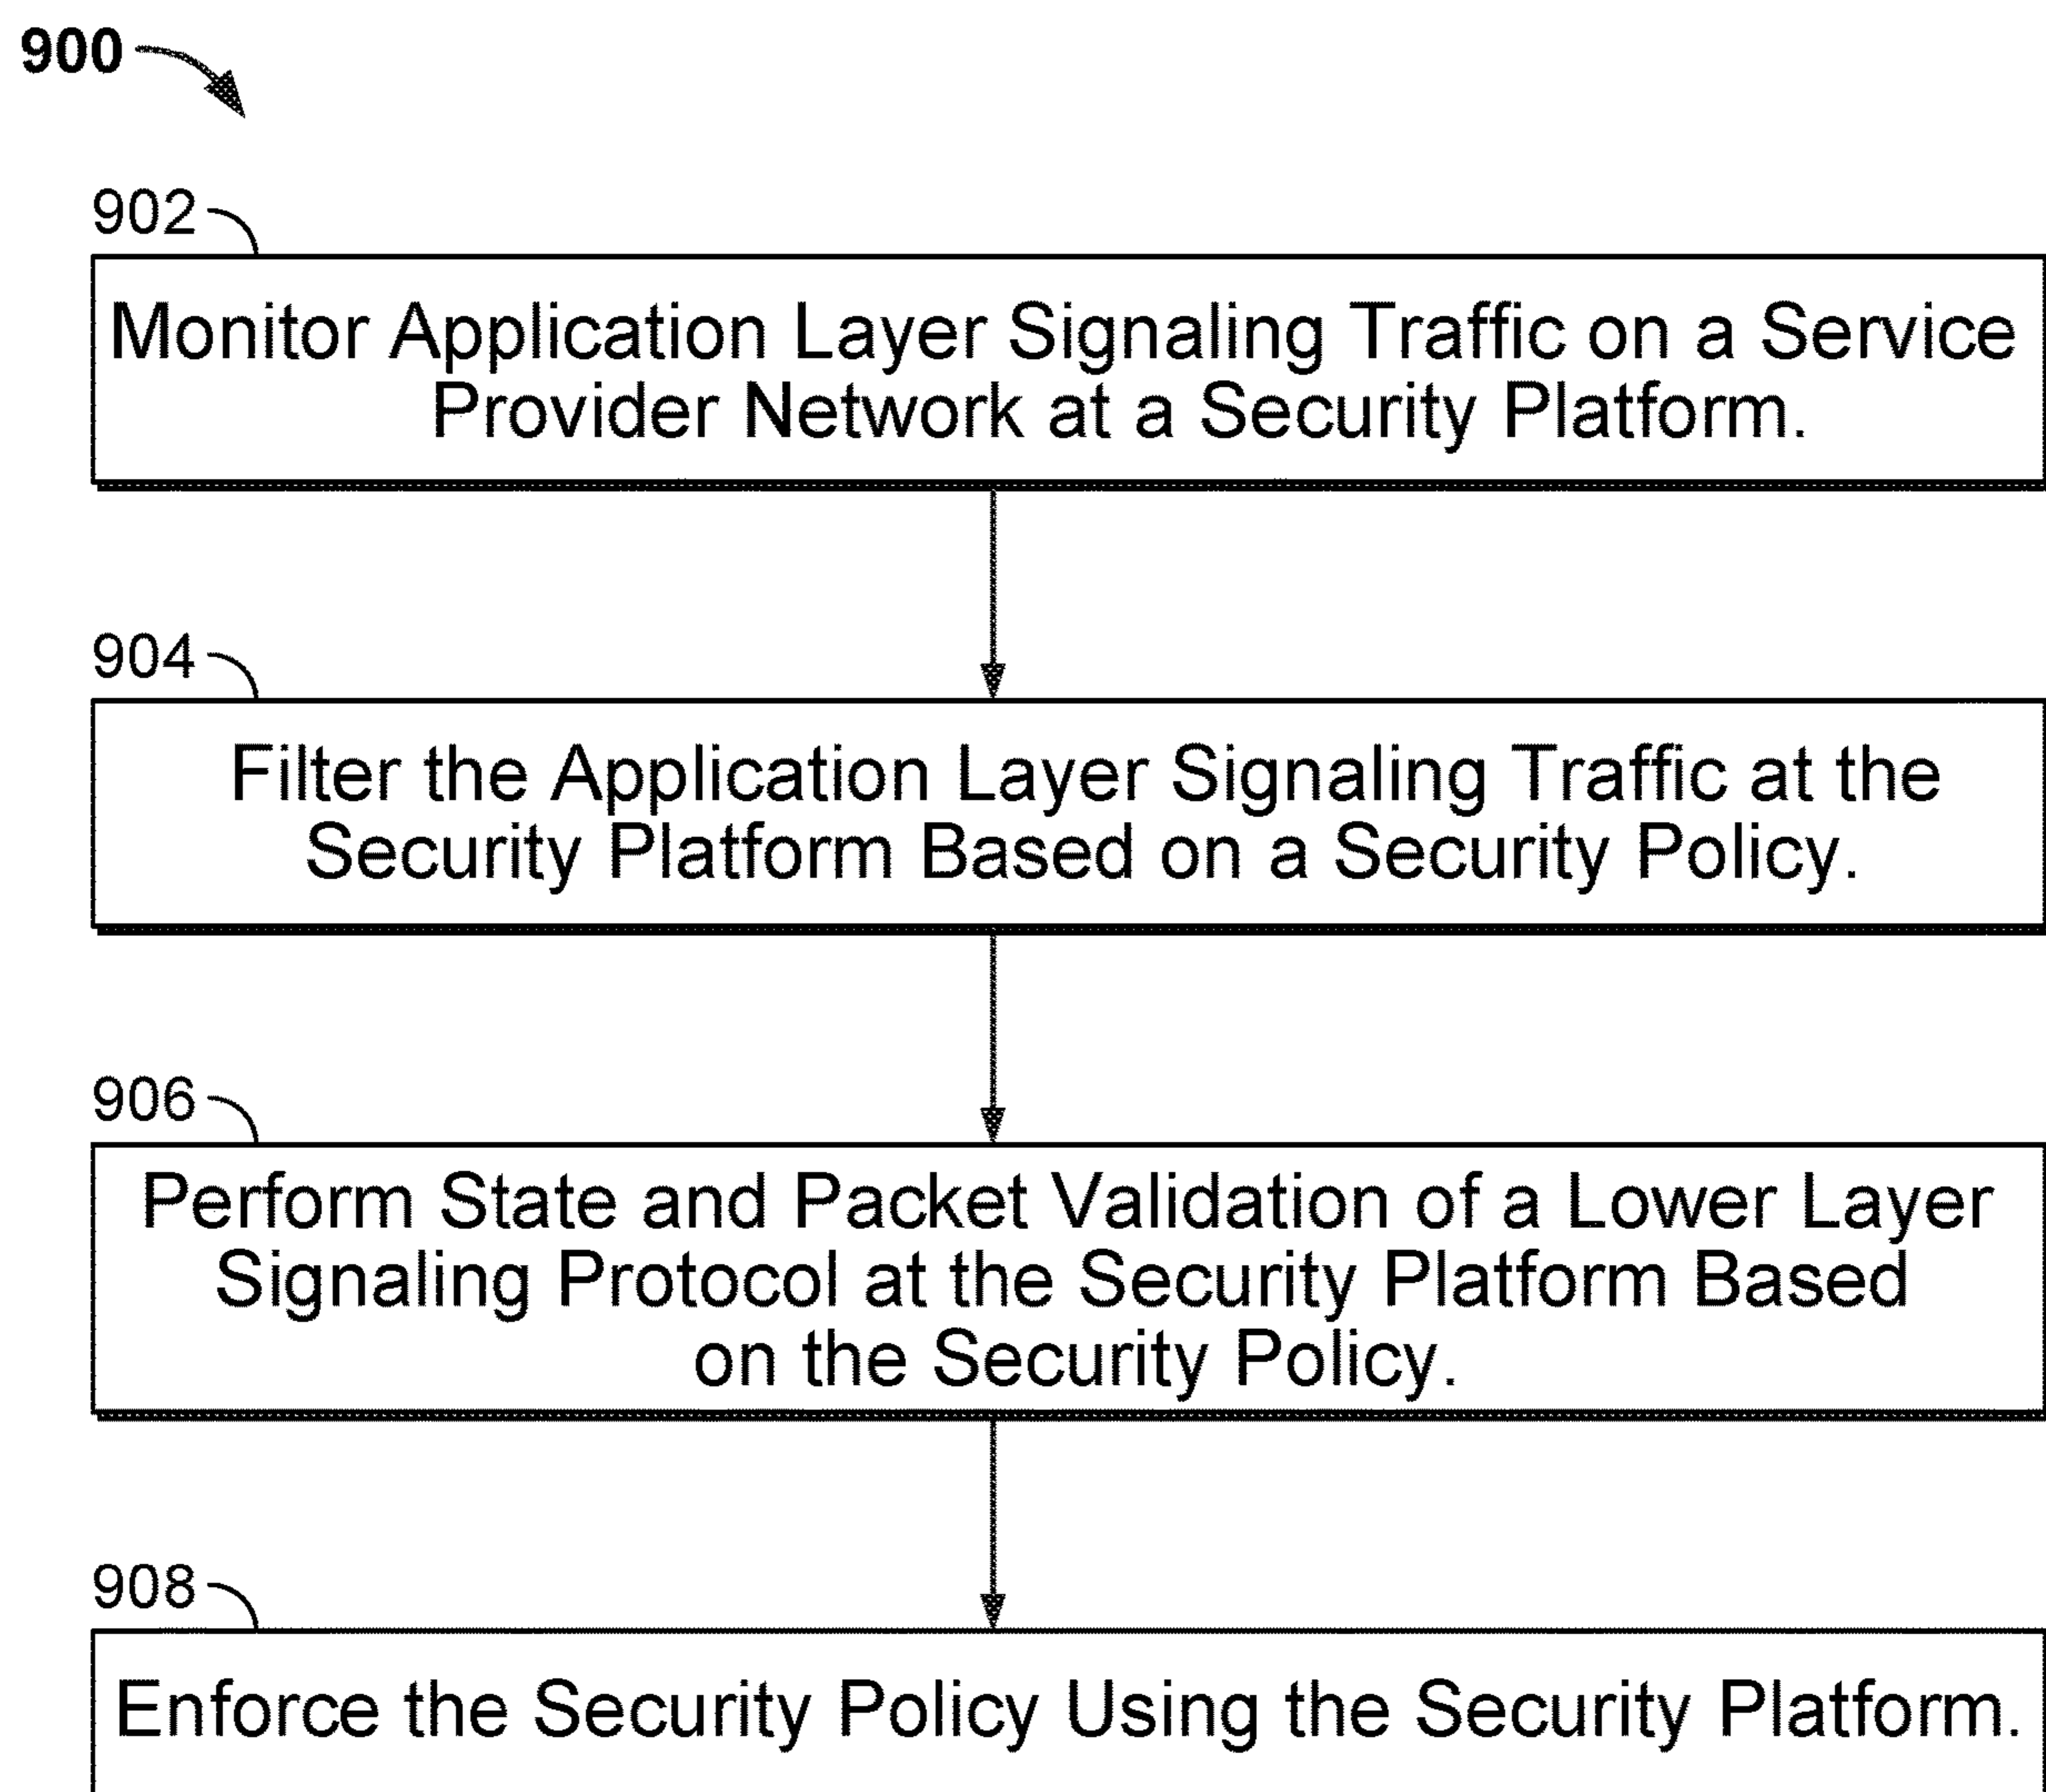 900
902
Monitor Application Layer Signaling Traffic on a Service
Provider Network at a Security Platform.
904
Filter the Application Layer Signaling Traffic at the
Security Platform Based on a Security Policy.
906
Perform State and Packet Validation of a Lower Layer
Signaling Protocol at the Security Platform Based
on the Security Policy.
908
Enforce the Security Policy Using the Security Platform.